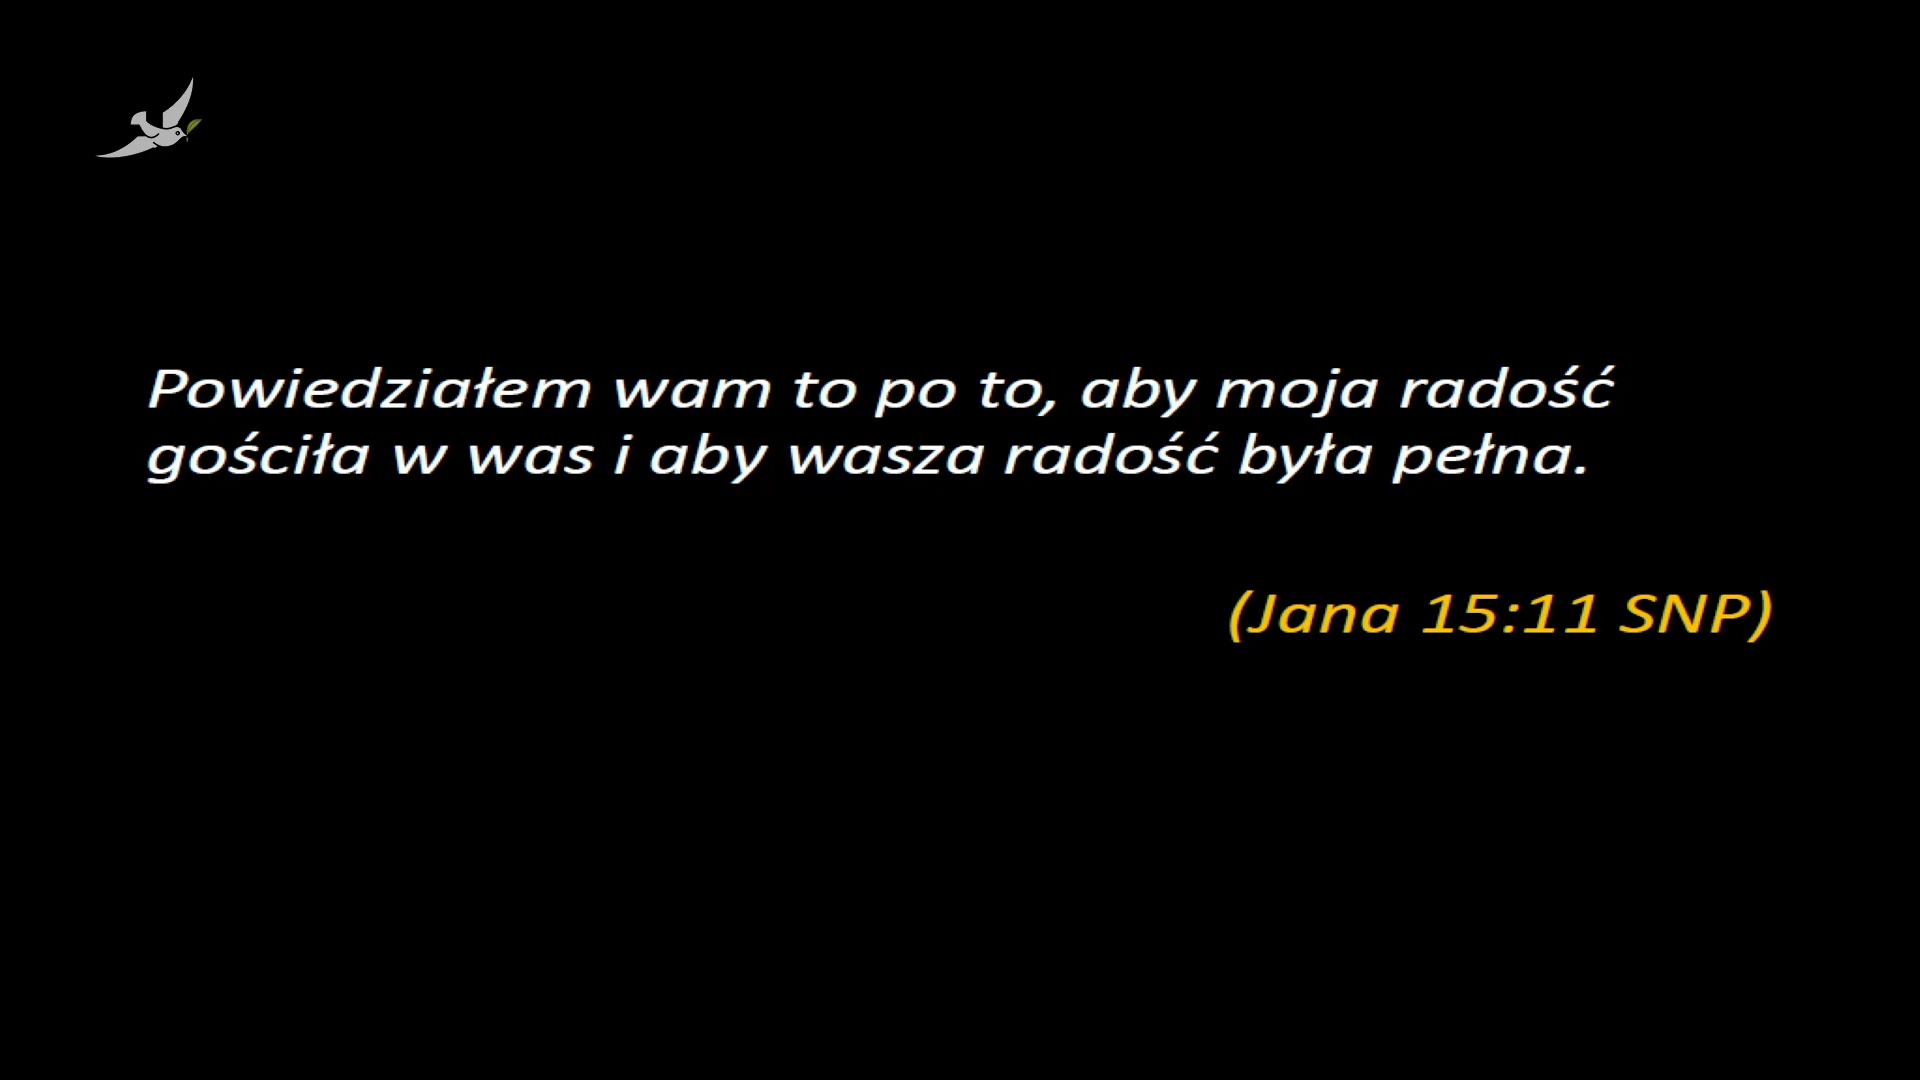 Powiedziałem wam to po to, aby moja radość
gościła w was i aby wasza radość była pełna.
(Jana 15:11 SNP)